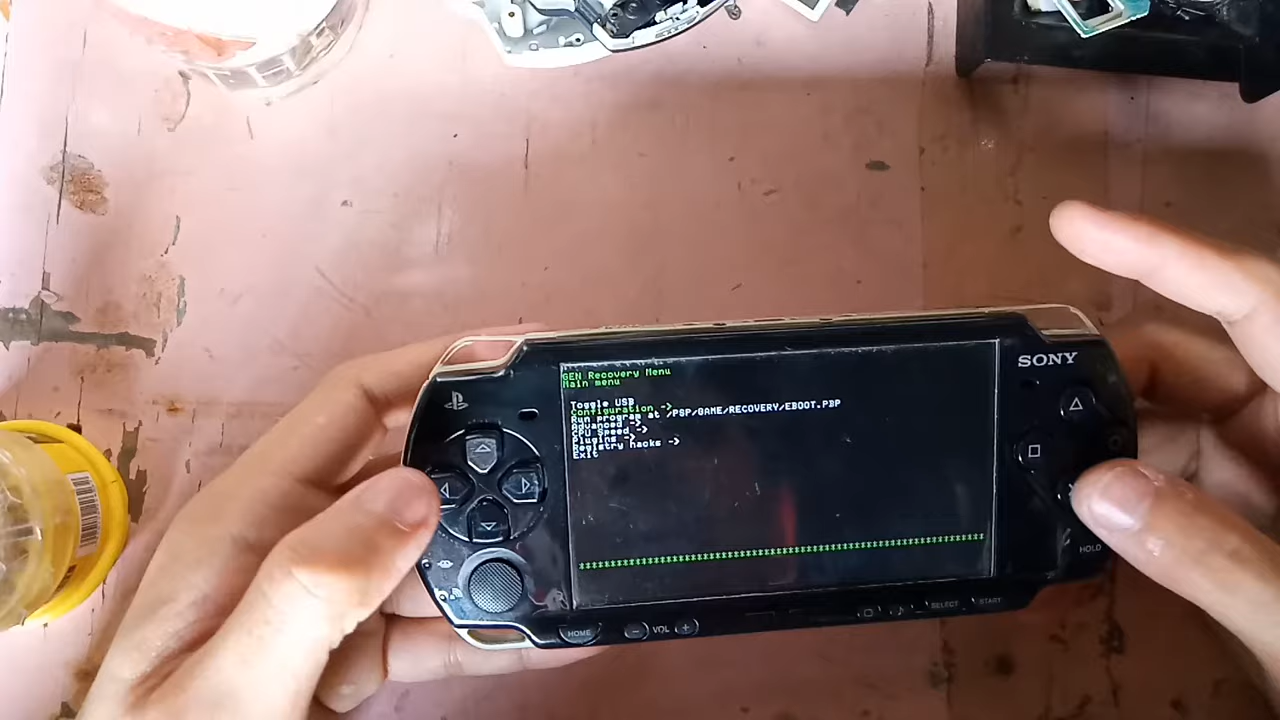 SONY
GEN Recovery Menu
Main menu
Toggle USB
Configuration ->
Run program at /PSP/GAME/RECOVERY/EBOOT.PBP
Advanced ->
CPU Speed ->
Plugins ->
Registry hacks ->
Exit
HOLD
HOME
- VOL +
SELECT
START